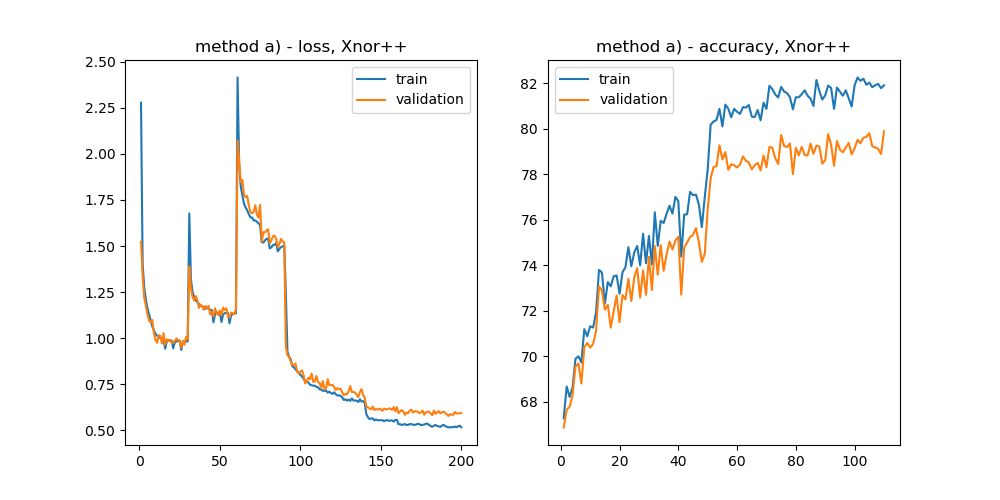 method a) - loss, Xnor++
train
validation
2.50
2.25
2.00
1.75
1.50
1.25
1.00
0.75
0.50
0 50 100 150 200
method a) - accuracy, Xnor++
train
validation
82
80
78
76
74
72
70
68
0 20 40 60 80 100